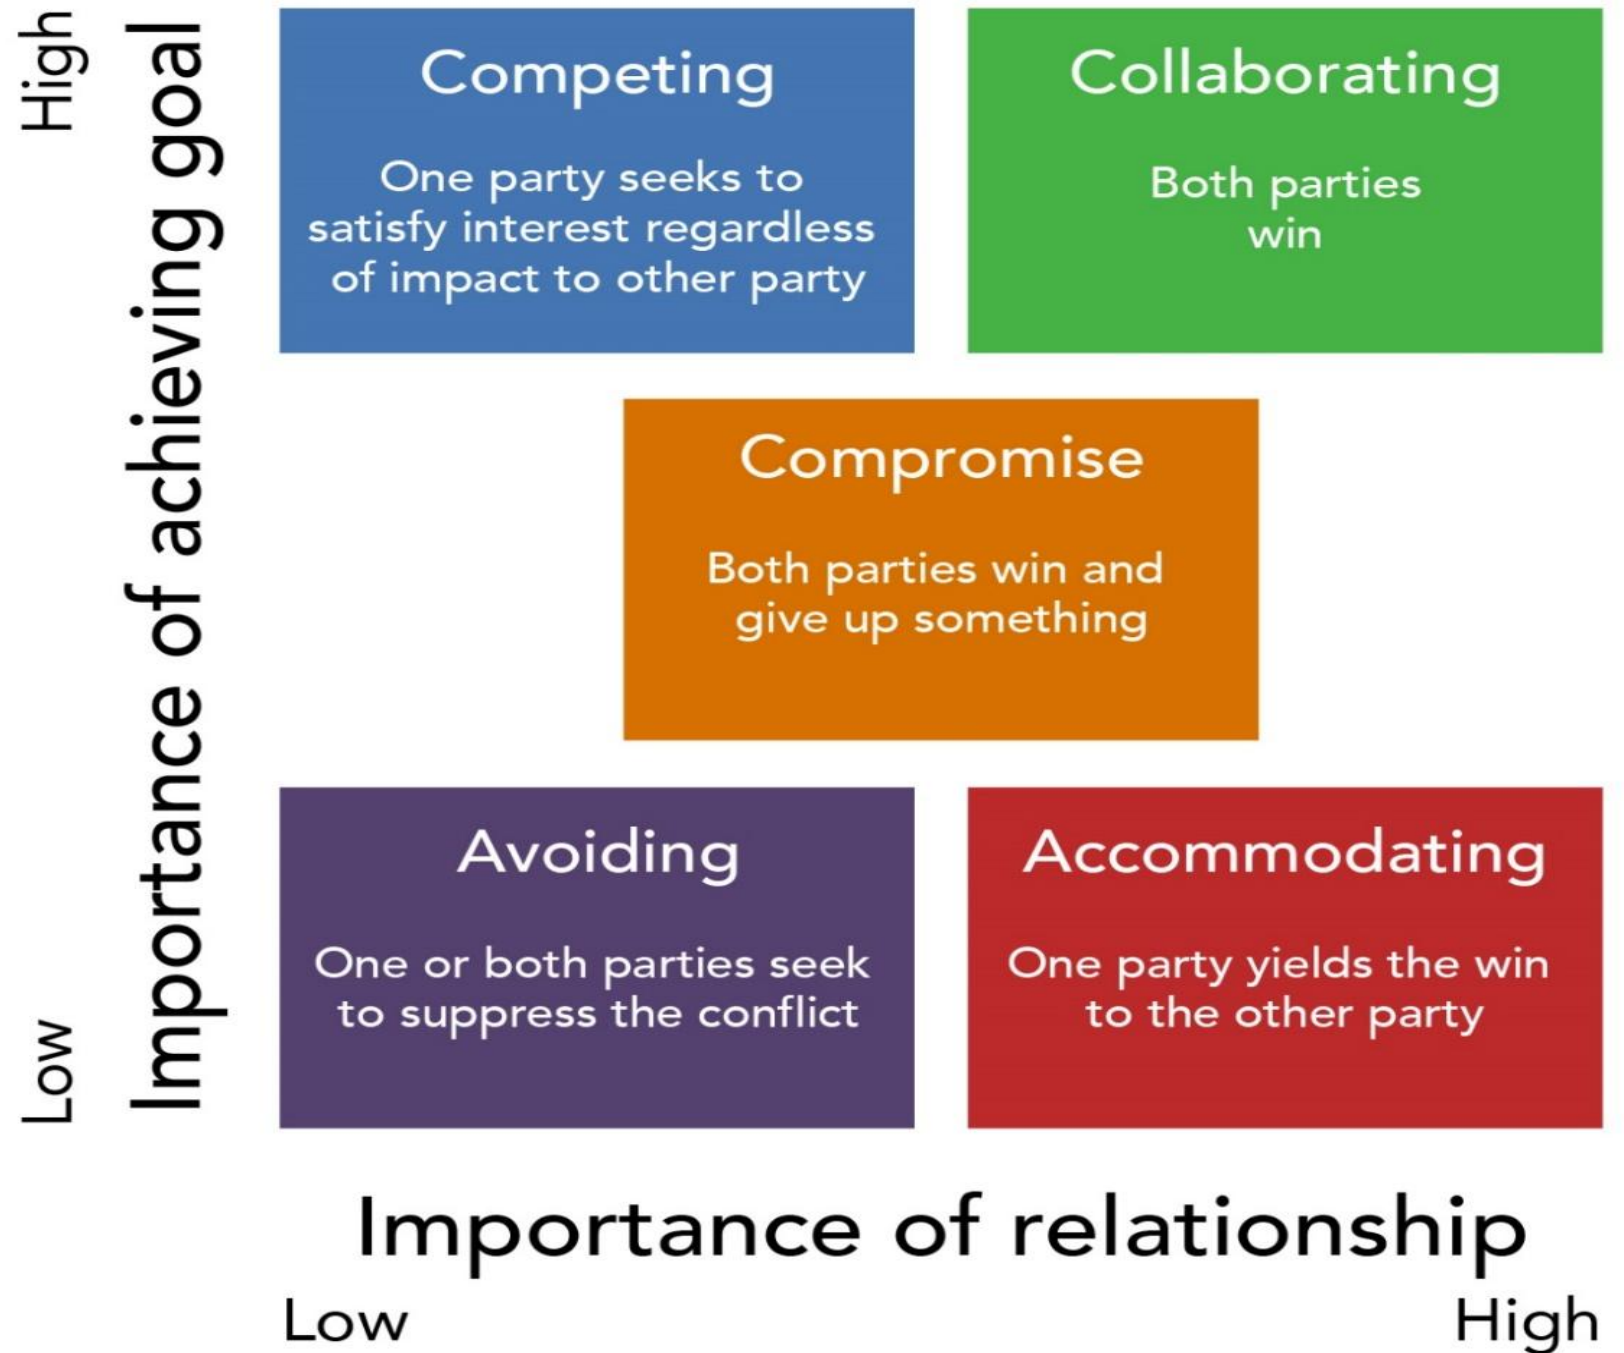 High
Importance of achieving goal
Low
Competing
One party seeks to
satisfy interest regardless
of impact to other party
Collaborating
Both parties
win
Compromise
Both parties win and
give up something
Avoiding
One or both parties seek
to suppress the conflict
Accommodating
One party yields the win
to the other party
Importance of relationship
Low
High